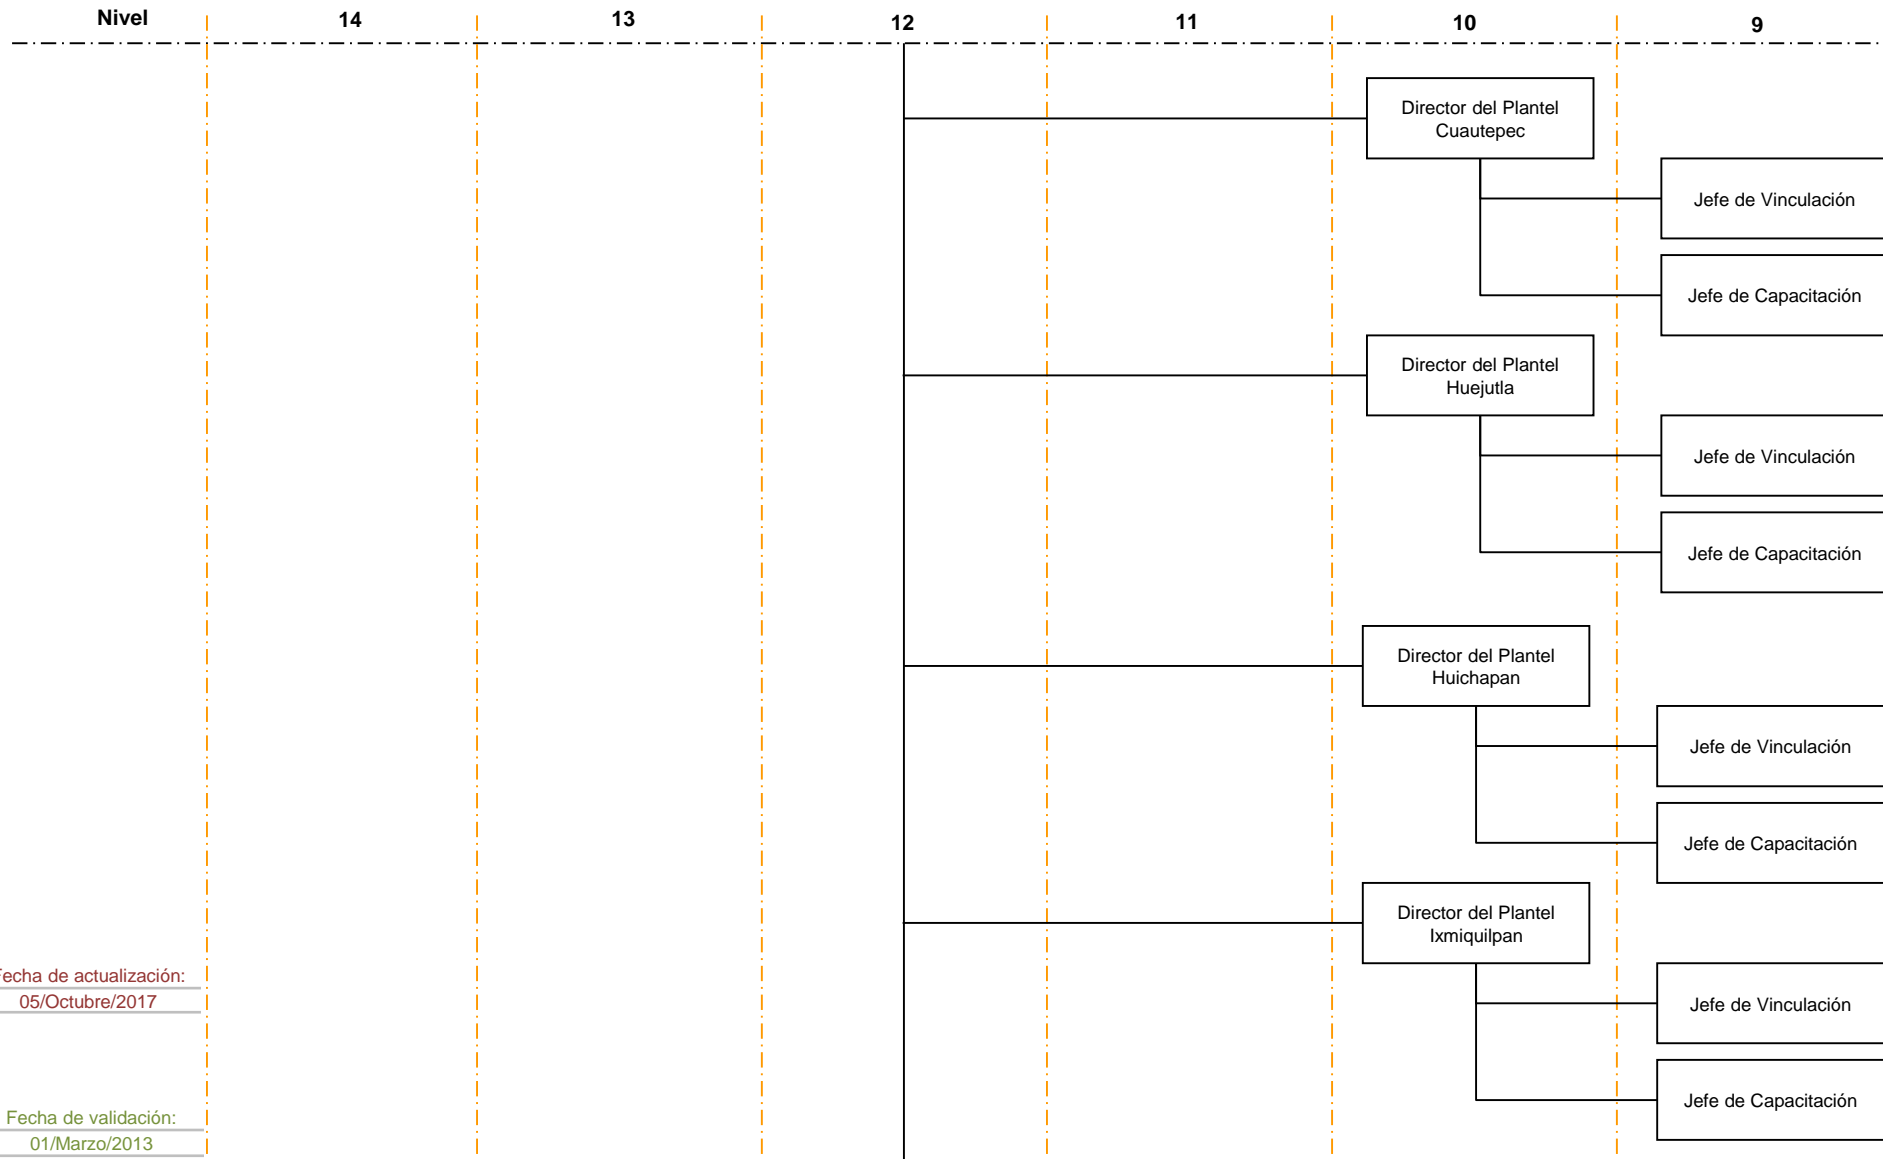 Nivel 14 13 12 11 10 9
Director del Plantel
Cuautepec
Jefe de Vinculación
Jefe de Capacitación
Director del Plantel
Huejutla
Jefe de Vinculación
Jefe de Capacitación
Director del Plantel
Huichapan
Jefe de Vinculación
Jefe de Capacitación
Director del Plantel
Ixmiquilpan
Jefe de Vinculación
Jefe de Capacitación
Fecha de actualización:
05/Octubre/2017
Fecha de validación:
01/Marzo/2013